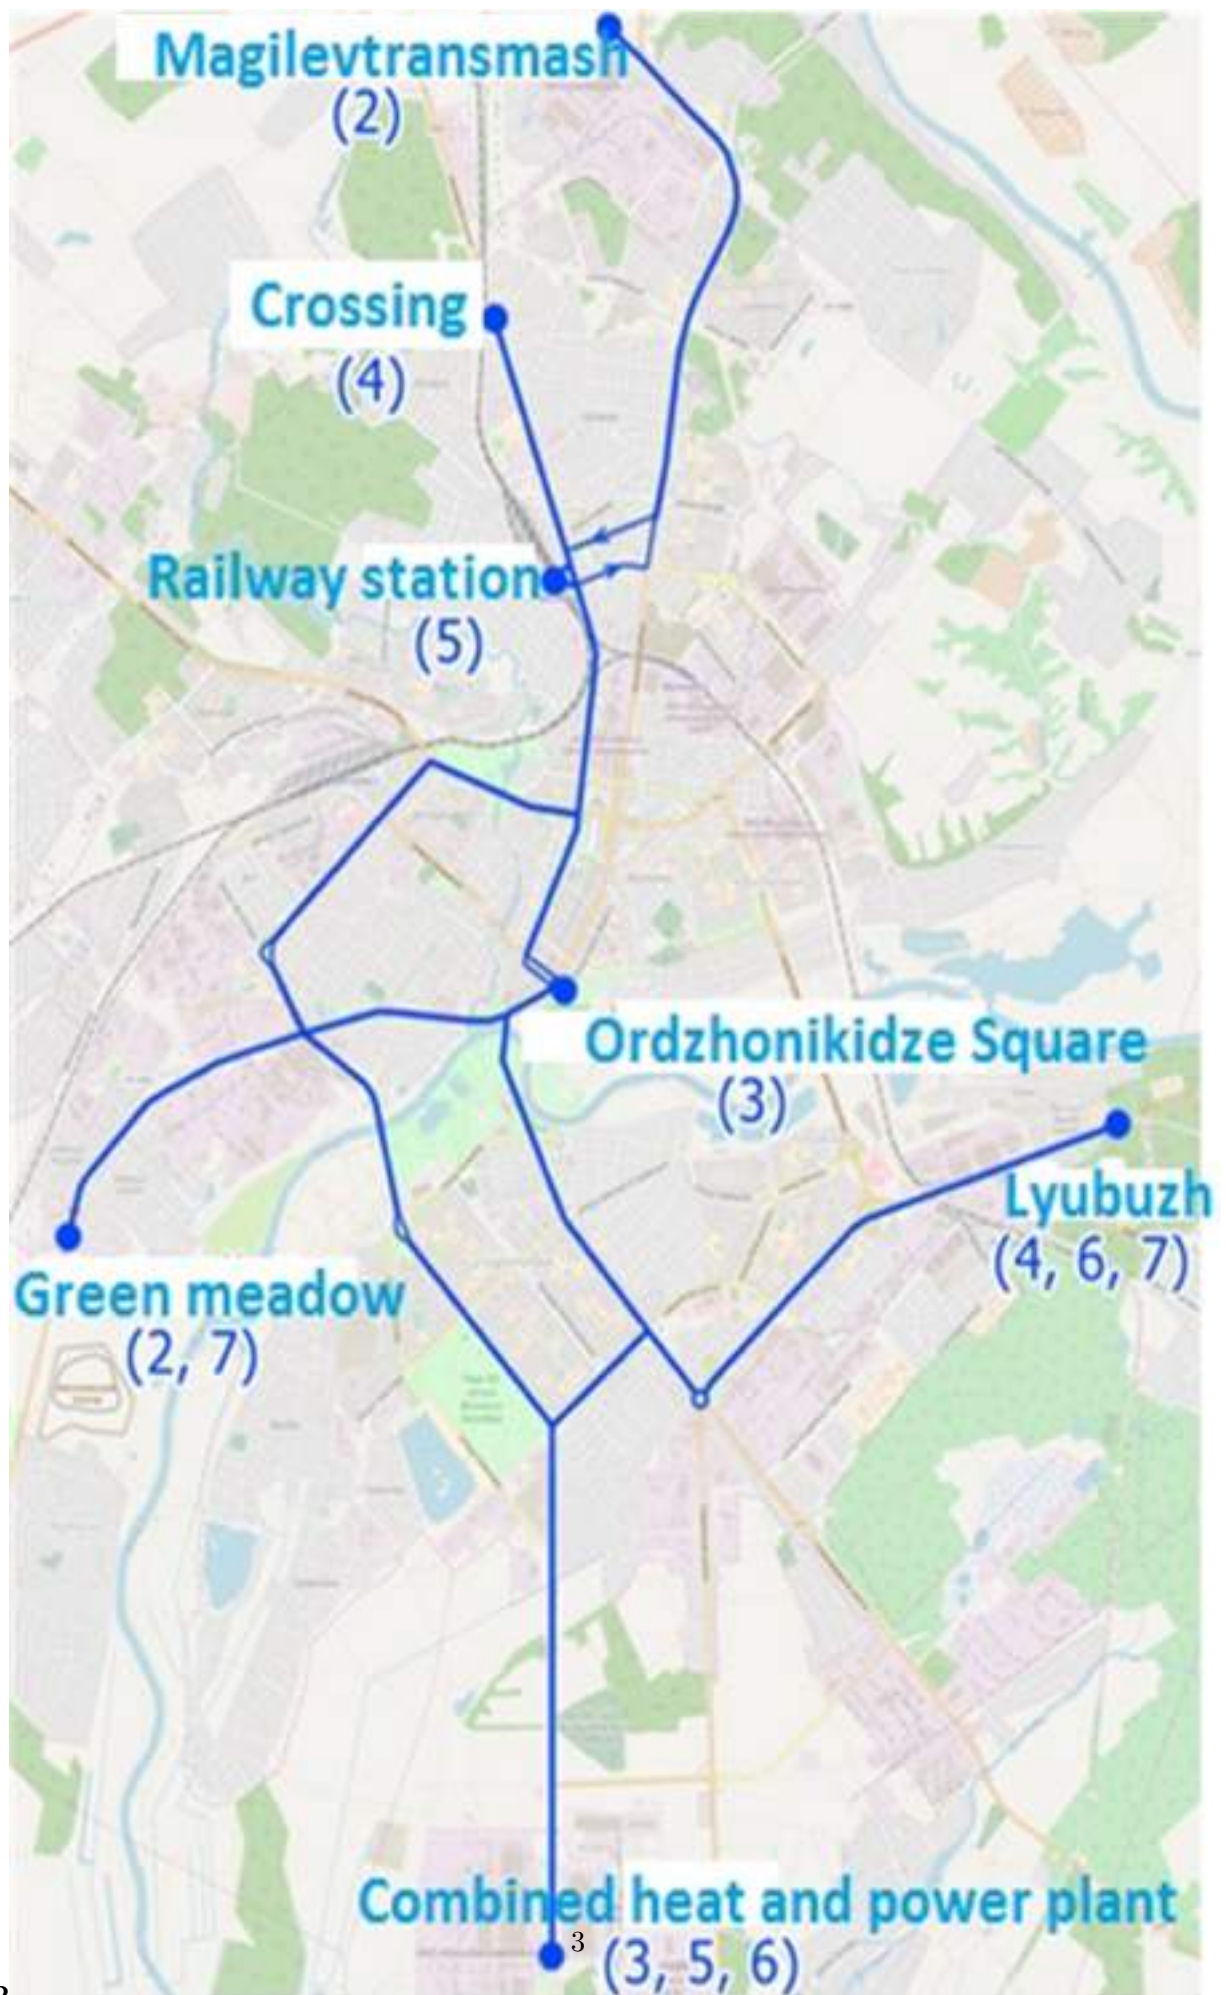 Magilevtransmash
(2)
Crossing
(4)
Railway station
(5)
Ordzhonikidze Square
(3)
Lyubuzh
(4, 6, 7)
Green meadow
(2, 7)
Combined heat and power plant
3
(3, 5, 6)